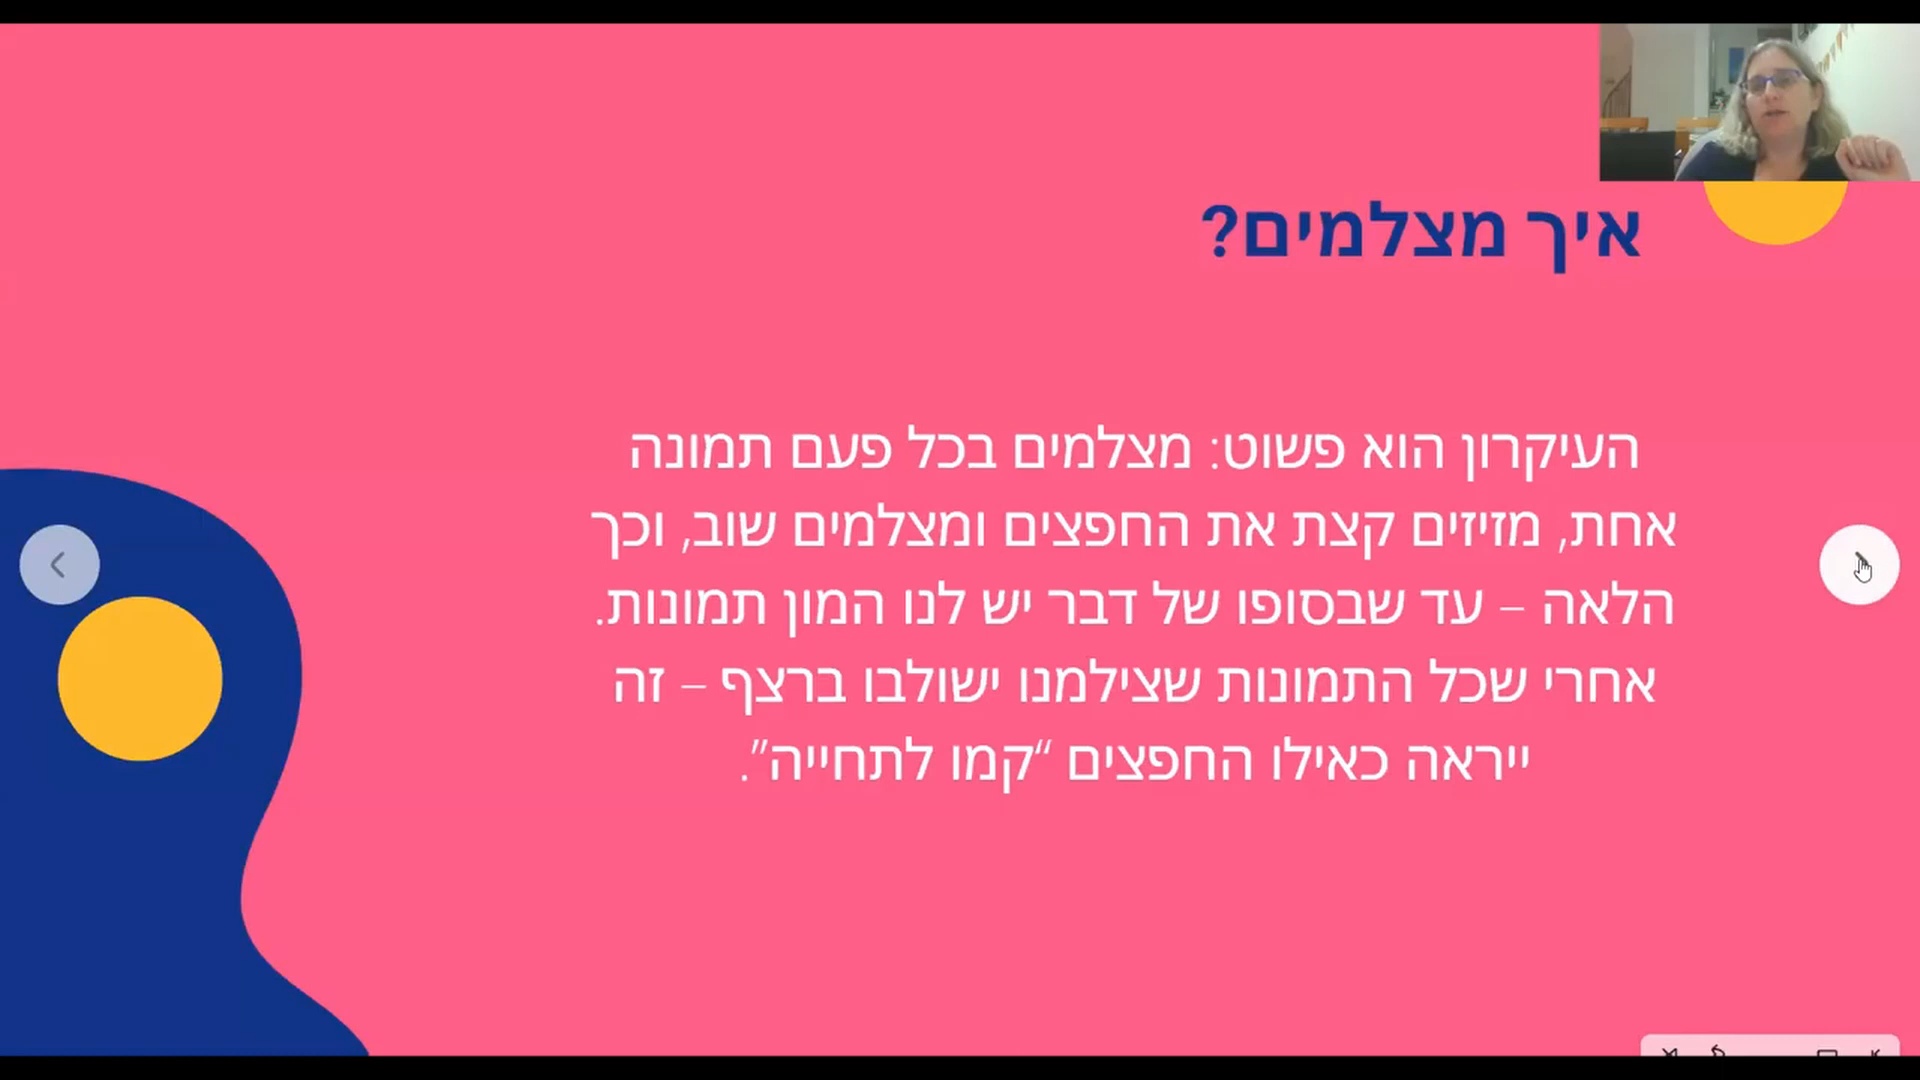 איך מצלמים?
העיקרון הוא פשוט: מצלמים בכל פעם תמונה
אחת, מזיזים קצת את החפצים ומצלמים שוב, וכך
הלאה – עד שבסופו של דבר יש לנו המון תמונות.
אחרי שכל התמונות שצילמנו ישולבו ברצף – זה
ייראה כאילו החפצים “קמו לתחייה”.